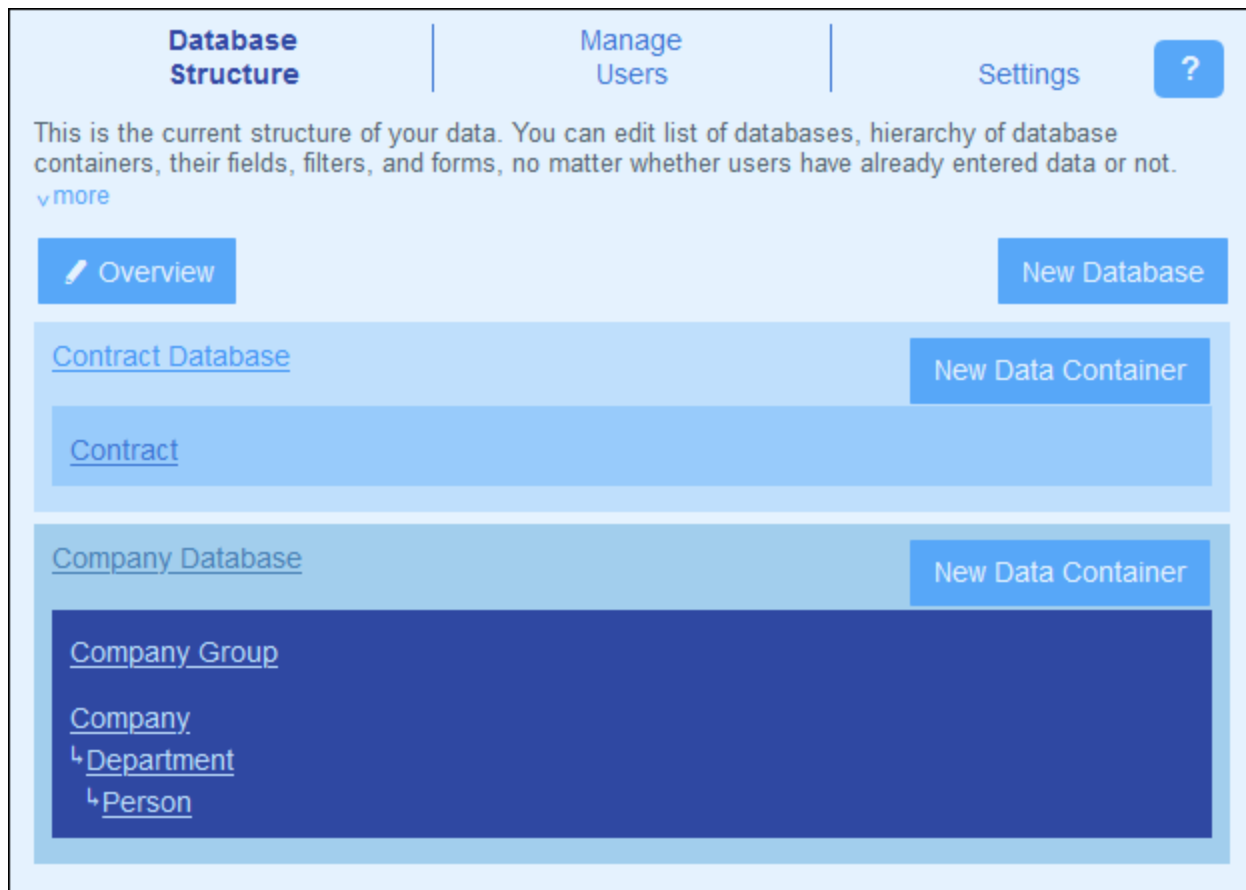 Database
Structure
Manage
Users
Settings
?
This is the current structure of your data. You can edit list of databases, hierarchy of database
containers, their fields, filters, and forms, no matter whether users have already entered data or not.
more
Overview
New Database
Contract Database
New Data Container
Contract
Company Database
New Data Container
Company Group
Company
↳Department
↳Person